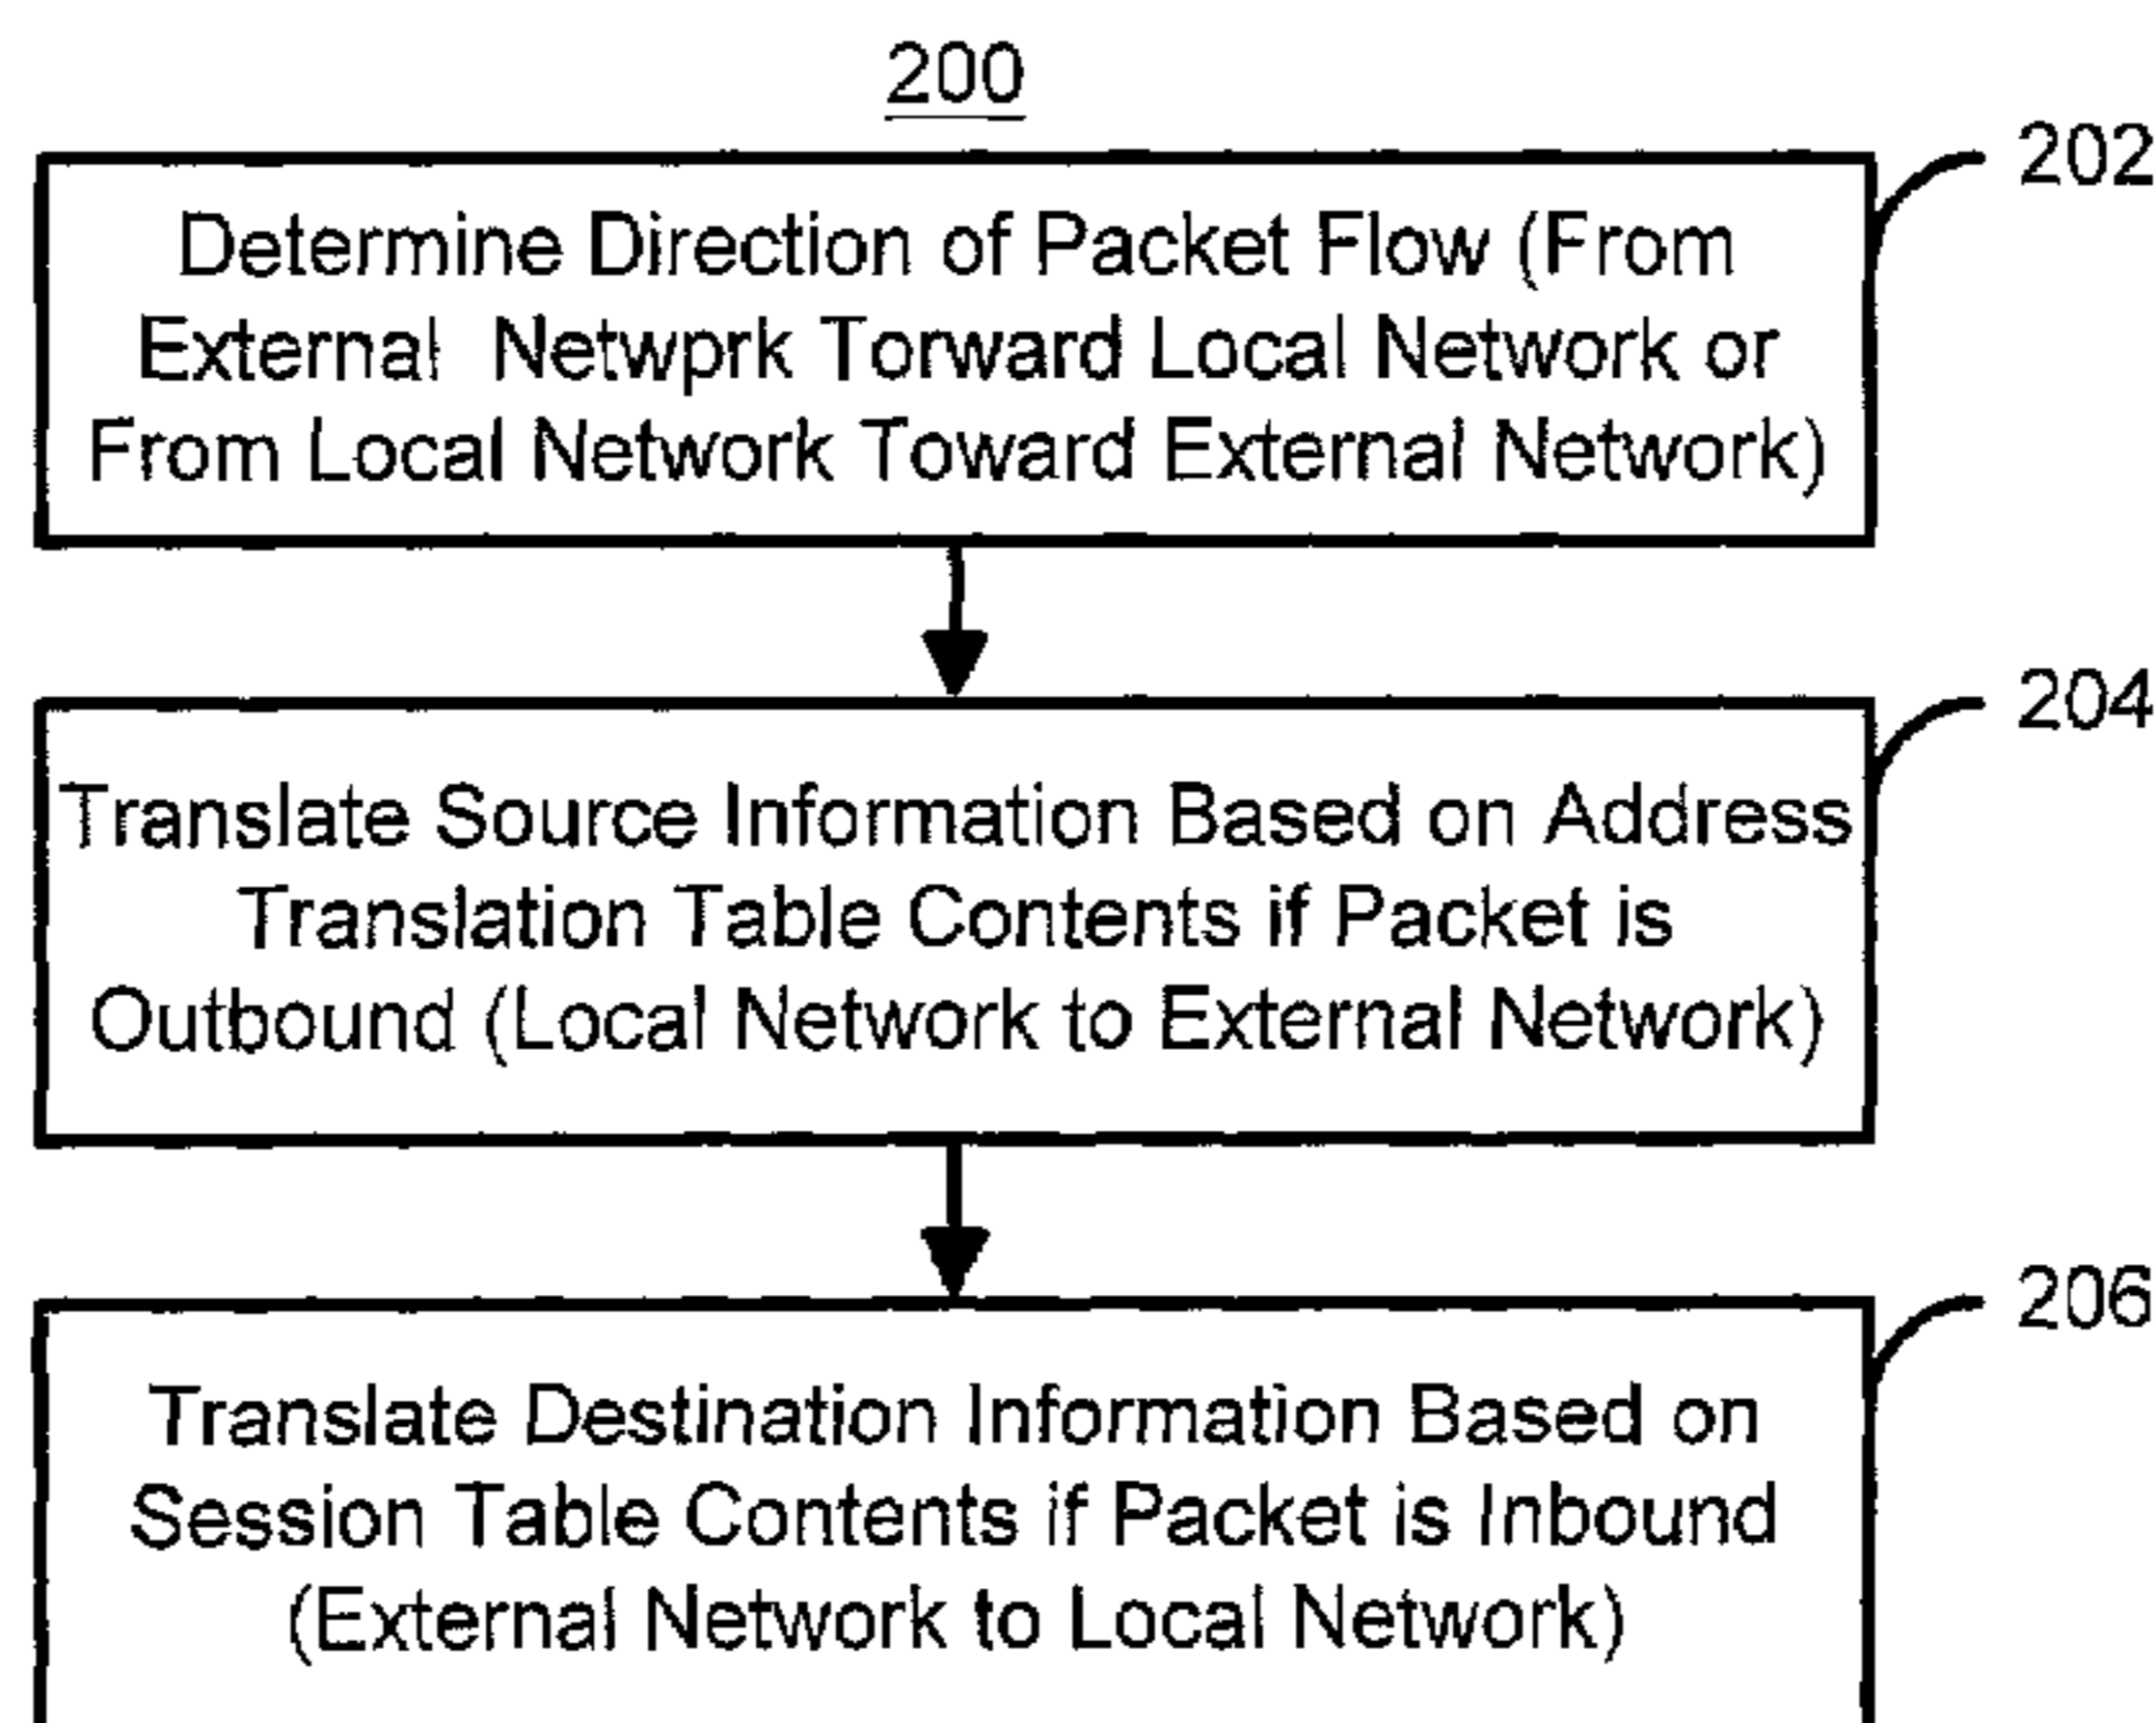 200
202
Determine Direction of Packet Flow (From
External Netwprk Torward Local Network or
From Local Network Toward External Network)
204
Translate Source Information Based on Address
Translation Table Contents if Packet is
Outbound (Local Network to External Network)
206
Translate Destination Information Based on
Session Table Contents if Packet is Inbound
(External Network to Local Network)